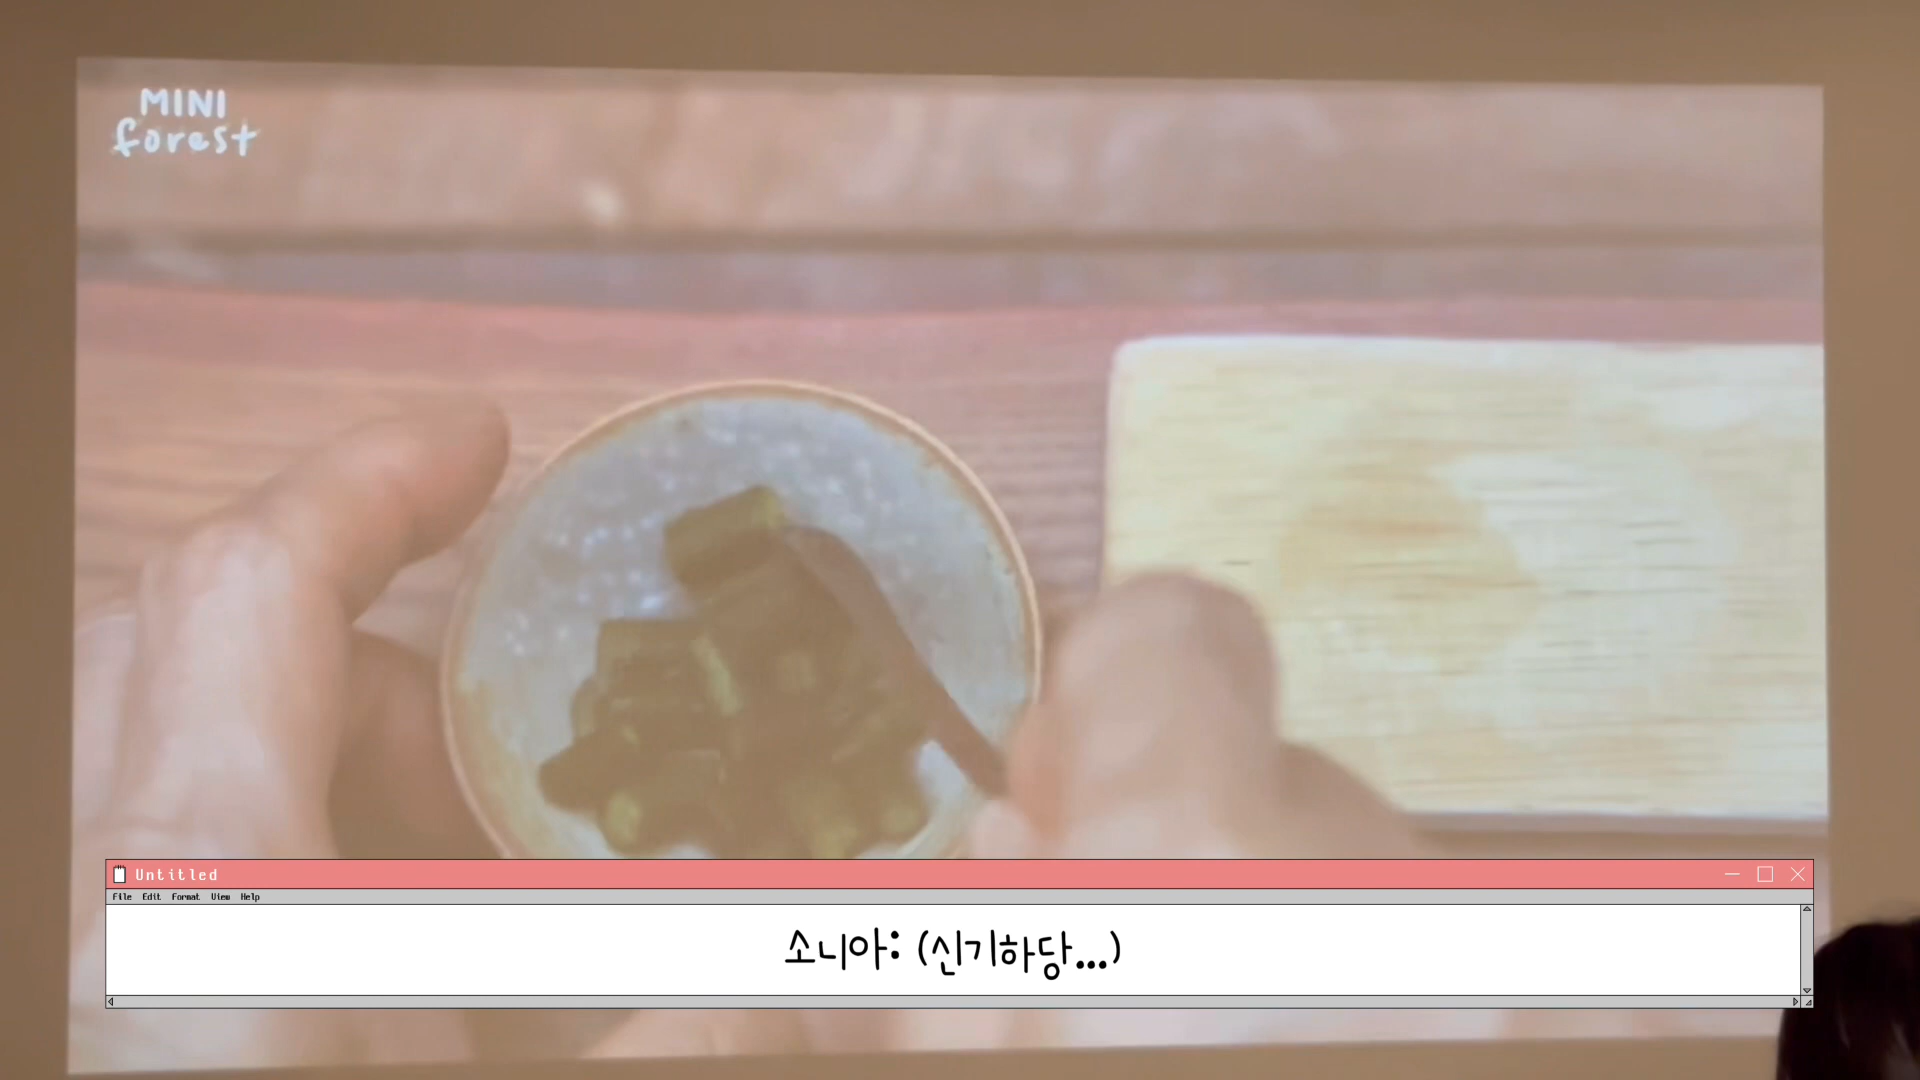 MINI
forest
Untitled
File Edit Format View Help
소니아: (신기하당...)